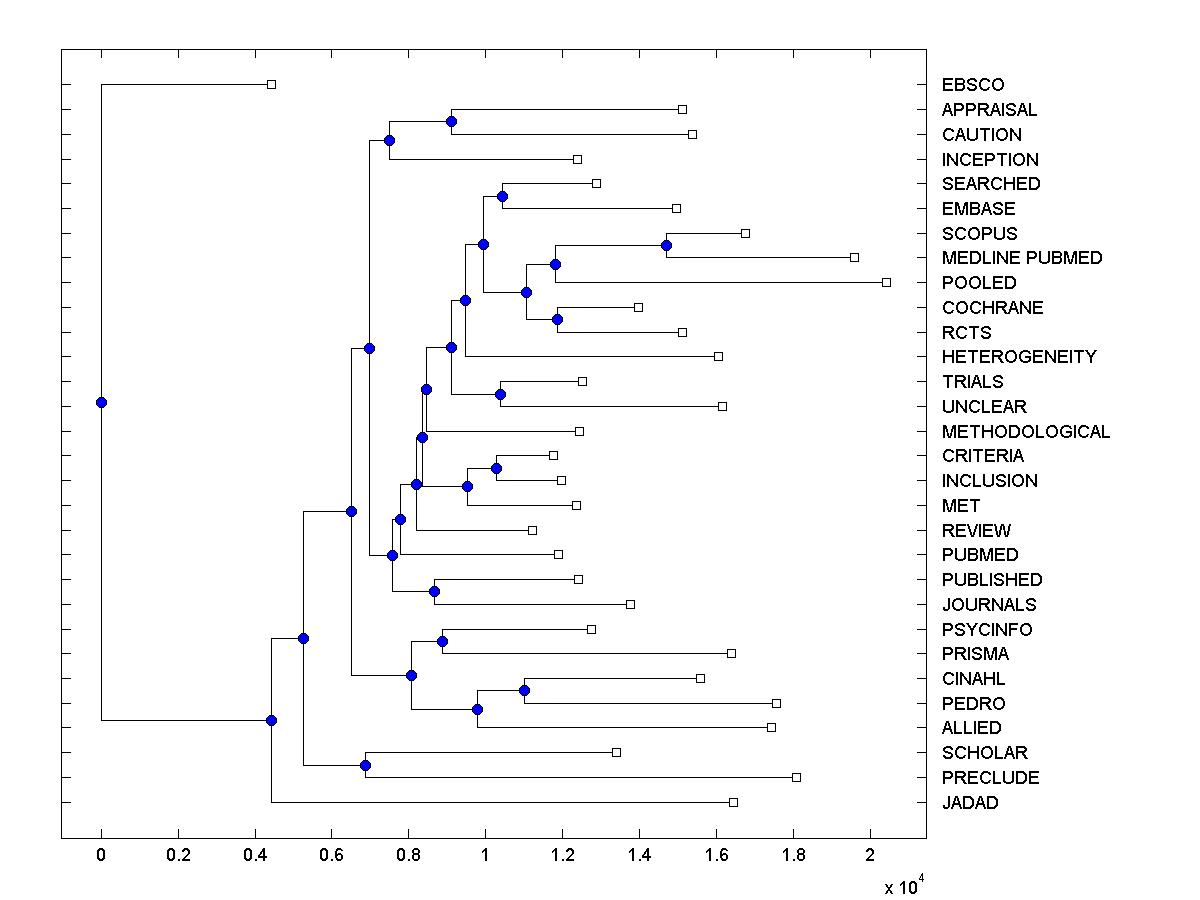 EBSCO
APPRAISAL
CAUTION
INCEPTION
SEARCHED
EMBASE
SCOPUS
MEDLINE PUBMED
POOLED
COCHRANE
RCTS
HETEROGENEITY
TRIALS
UNCLEAR
METHODOLOGICAL
CRITERIA
INCLUSION
MET
REVIEW
PUBMED
PUBLISHED
JOURNALS
PSYCINFO
PRISMA
CINAHL
PEDRO
ALLIED
SCHOLAR
PRECLUDE
JADAD
0 0.2 0.4 0.6 0.8 1 1.2 1.4 1.6 1.8 2
x 10^4